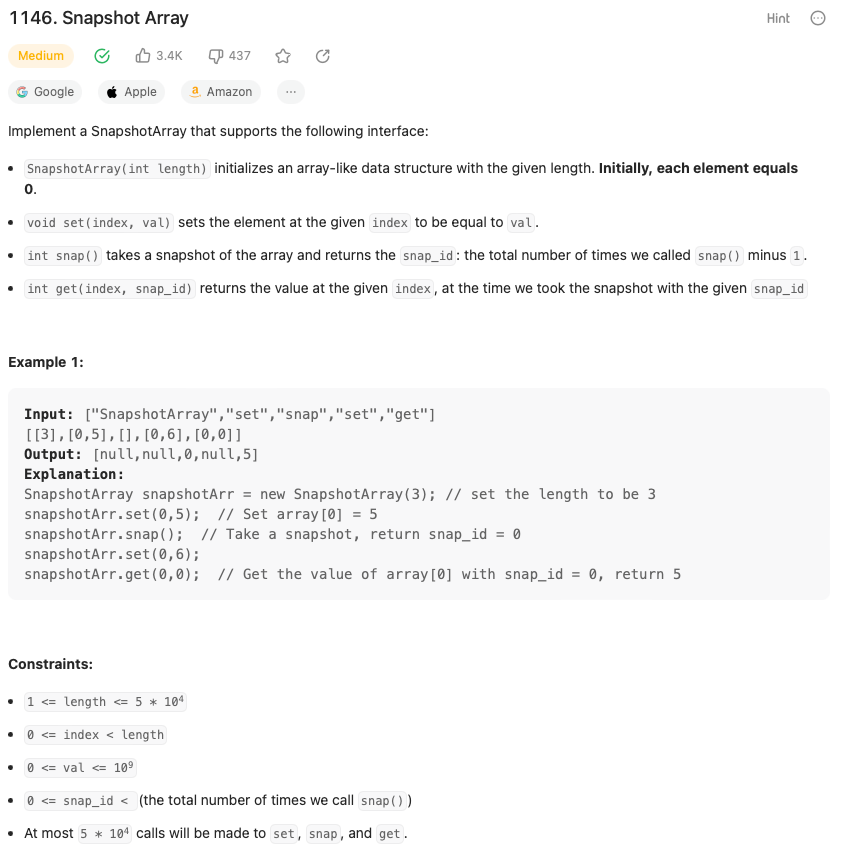 1146. Snapshot Array
Hint
Medium
3.4K
437
Google
Apple
Amazon
...
Implement a SnapshotArray that supports the following interface:
• SnapshotArray(int length) initializes an array-like data structure with the given length. Initially, each element equals
0.
• void set(index, val) sets the element at the given index to be equal to val.
• int snap() takes a snapshot of the array and returns the snap_id: the total number of times we called snap() minus 1.
• int get(index, snap_id) returns the value at the given index, at the time we took the snapshot with the given snap_id
Example 1:
Input: ["SnapshotArray","set","snap","set","get"]
[[3],[0,5],[],[0,6],[0,0]]
Output: [null,null,0,null,5]
Explanation:
SnapshotArray snapshotArr = new SnapshotArray(3); // set the length to be 3
snapshotArr.set(0,5);  // Set array[0] = 5
snapshotArr.snap();  // Take a snapshot, return snap_id = 0
snapshotArr.set(0,6);
snapshotArr.get(0,0);  // Get the value of array[0] with snap_id = 0, return 5
Constraints:
• 1 <= length <= 5 * 10⁴
• 0 <= index < length
• 0 <= val <= 10⁹
• 0 <= snap_id < (the total number of times we call snap())
• At most 5 * 10⁴ calls will be made to set, snap, and get.